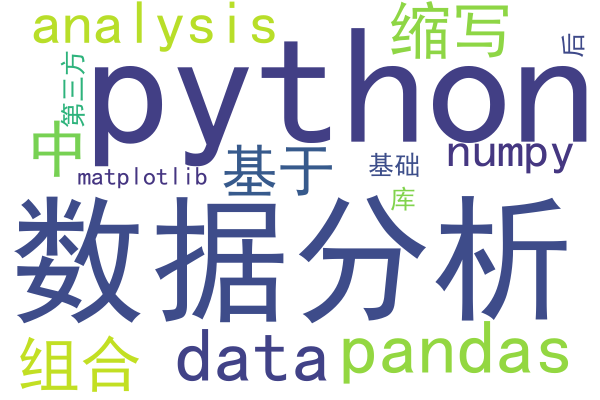 analysis
缩写
后
第三方
python
中
numpy
基于
基础
matplotlib
库
数据分析
组合
data
pandas